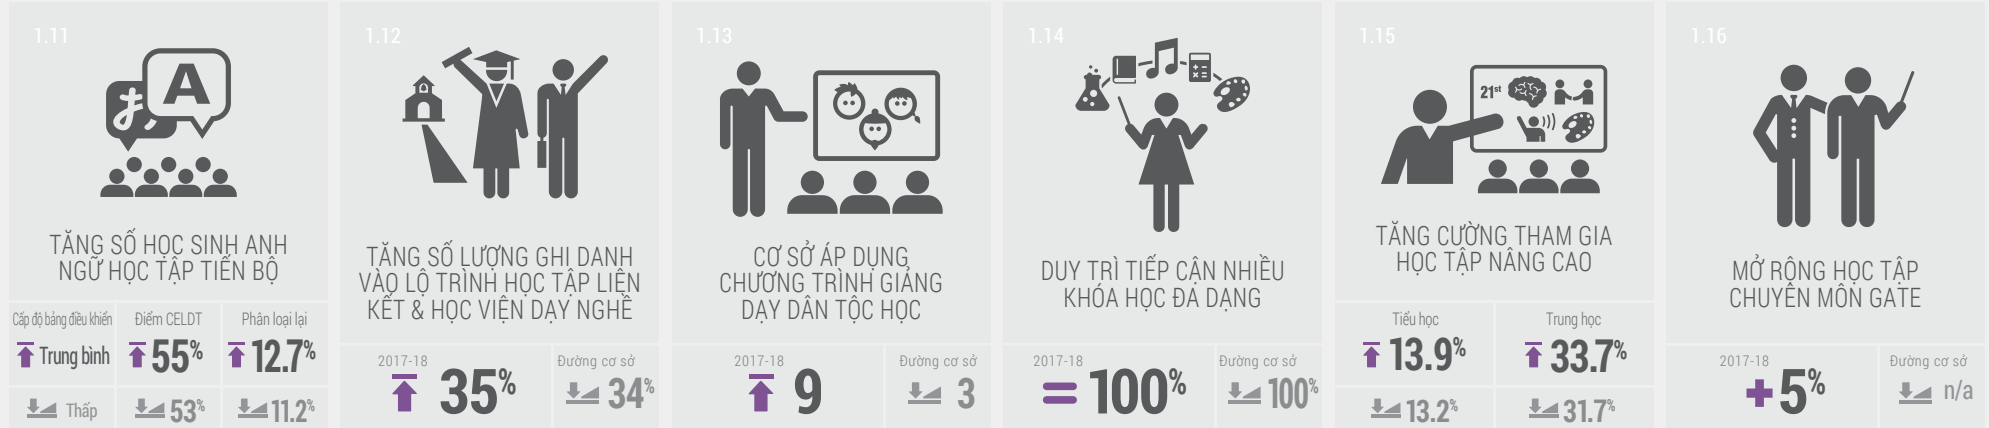 1.11
A
TĂNG SỐ HỌC SINH ANH
NGỮ HỌC TẬP TIẾN BỘ
Cấp độ bảng điều khiển
Trung bình
Thấp
Điểm CELDT
55%
53%
Phân loại lại
12.7%
11.2%
1.12
TĂNG SỐ LƯỢNG GHI DANH
VÀO LỘ TRÌNH HỌC TẬP LIÊN
KẾT & HỌC VIỆN DẠY NGHỀ
2017-18
35%
Đường cơ sở
34%
1.13
CƠ SỞ ÁP DỤNG
CHƯƠNG TRÌNH GIẢNG
DẠY DÂN TỘC HỌC
2017-18
9
Đường cơ sở
3
1.14
DUY TRÌ TIẾP CẬN NHIỀU
KHÓA HỌC ĐA DẠNG
2017-18
= 100%
Đường cơ sở
100%
1.15
21st
TĂNG CƯỜNG THAM GIA
HỌC TẬP NÂNG CAO
Tiểu học
13.9%
13.2%
Trung học
33.7%
31.7%
1.16
MỞ RỘNG HỌC TẬP
CHUYÊN MÔN GATE
2017-18
+5%
Đường cơ sở
n/a